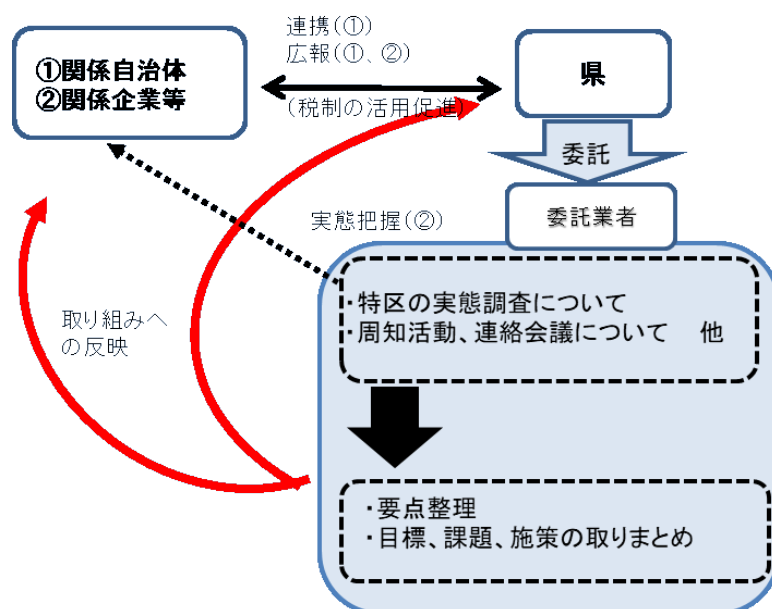 連携(①)
広報(①、②)
①関係自治体
②関係企業等
県
(税制の活用促進)
委託
委託業者
実態把握(②)
・特区の実態調査について
・周知活動、連絡会議について　他
取り組みへ
の反映
・要点整理
・目標、課題、施策の取りまとめ